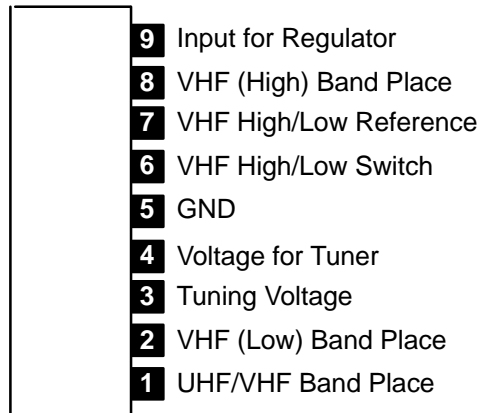 9 Input for Regulator
8 VHF (High) Band Place
7 VHF High/Low Reference
6 VHF High/Low Switch
5 GND
4 Voltage for Tuner
3 Tuning Voltage
2 VHF (Low) Band Place
1 UHF/VHF Band Place